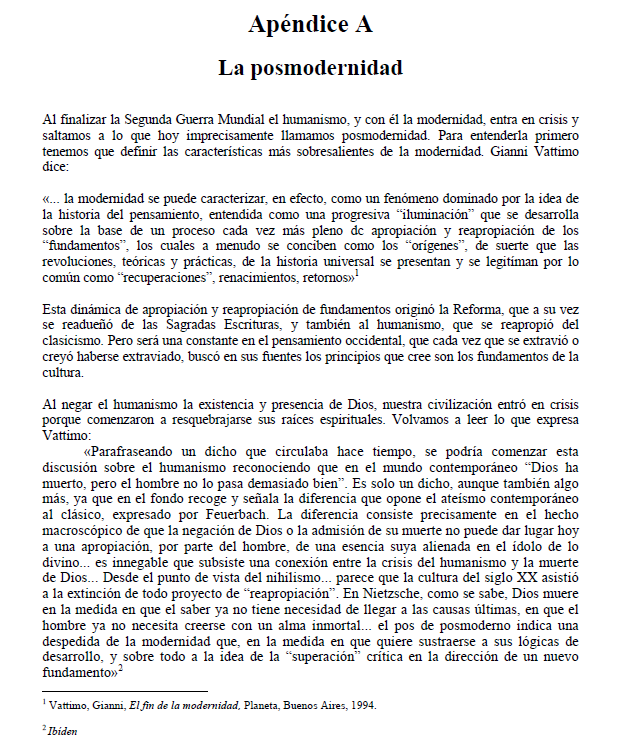 Apéndice A
La posmodernidad
Al finalizar la Segunda Guerra Mundial el humanismo, y con él la modernidad, entra en crisis y
saltamos a lo que hoy imprecisamente llamamos posmodernidad. Para entenderla primero
tenemos que definir las características más sobresalientes de la modernidad. Gianni Vattimo
dice:
«... la modernidad se puede caracterizar, en efecto, como un fenómeno dominado por la idea de
la historia del pensamiento, entendida como una progresiva “iluminación” que se desarrolla
sobre la base de un proceso cada vez más pleno dc apropiación y reapropiación de los
“fundamentos”, los cuales a menudo se conciben como los “orígenes”, de suerte que las
revoluciones, teóricas y prácticas, de la historia universal se presentan y se legitíman por lo
común como “recuperaciones”, renacimientos, retornos»1
Esta dinámica de apropiación y reapropiación de fundamentos originó la Reforma, que a su vez
se readueñó de las Sagradas Escrituras, y también al humanismo, que se reapropió del
clasicismo. Pero será una constante en el pensamiento occidental, que cada vez que se extravió o
creyó haberse extraviado, buscó en sus fuentes los principios que cree son los fundamentos de la
cultura.
Al negar el humanismo la existencia y presencia de Dios, nuestra civilización entró en crisis
porque comenzaron a resquebrajarse sus raíces espirituales. Volvamos a leer lo que expresa
Vattimo:
«Parafraseando un dicho que circulaba hace tiempo, se podría comenzar esta
discusión sobre el humanismo reconociendo que en el mundo contemporáneo “Dios ha
muerto, pero el hombre no lo pasa demasiado bien”. Es solo un dicho, aunque también algo
más, ya que en el fondo recoge y señala la diferencia que opone el ateísmo contemporáneo
al clásico, expresado por Feuerbach. La diferencia consiste precisamente en el hecho
macroscópico de que la negación de Dios o la admisión de su muerte no puede dar lugar hoy
a una apropiación, por parte del hombre, de una esencia suya alienada en el ídolo de lo
divino... es innegable que subsiste una conexión entre la crisis del humanismo y la muerte
de Dios... Desde el punto de vista del nihilismo... parece que la cultura del siglo XX asistió
a la extinción de todo proyecto de “reapropiación”. En Nietzsche, como se sabe, Dios muere
en la medida en que el saber ya no tiene necesidad de llegar a las causas últimas, en que el
hombre ya no necesita creerse con un alma inmortal... el pos de posmoderno indica una
despedida de la modernidad que, en la medida en que quiere sustraerse a sus lógicas de
desarrollo, y sobre todo a la idea de la “superación” crítica en la dirección de un nuevo
fundamento»2
1 Vattimo, Gianni, El fin de la modernidad, Planeta, Buenos Aires, 1994.
2 Ibiden